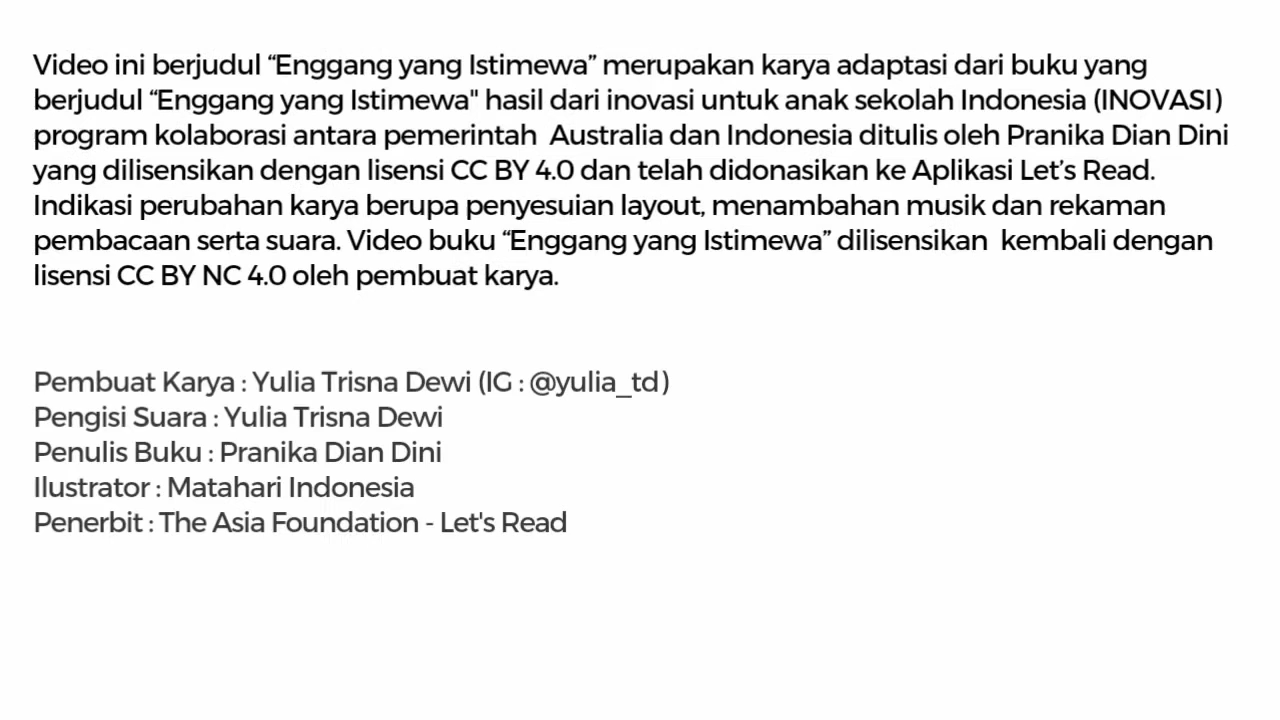 Video ini berjudul “Enggang yang Istimewa” merupakan karya adaptasi dari buku yang
berjudul “Enggang yang Istimewa" hasil dari inovasi untuk anak sekolah Indonesia (INOVASI)
program kolaborasi antara pemerintah  Australia dan Indonesia ditulis oleh Pranika Dian Dini
yang dilisensikan dengan lisensi CC BY 4.0 dan telah didonasikan ke Aplikasi Let’s Read.
Indikasi perubahan karya berupa penyesuian layout, menambahan musik dan rekaman
pembacaan serta suara. Video buku “Enggang yang Istimewa” dilisensikan  kembali dengan
lisensi CC BY NC 4.0 oleh pembuat karya.
Pembuat Karya : Yulia Trisna Dewi (IG : @yulia_td)
Pengisi Suara : Yulia Trisna Dewi
Penulis Buku : Pranika Dian Dini
Ilustrator : Matahari Indonesia
Penerbit : The Asia Foundation - Let's Read